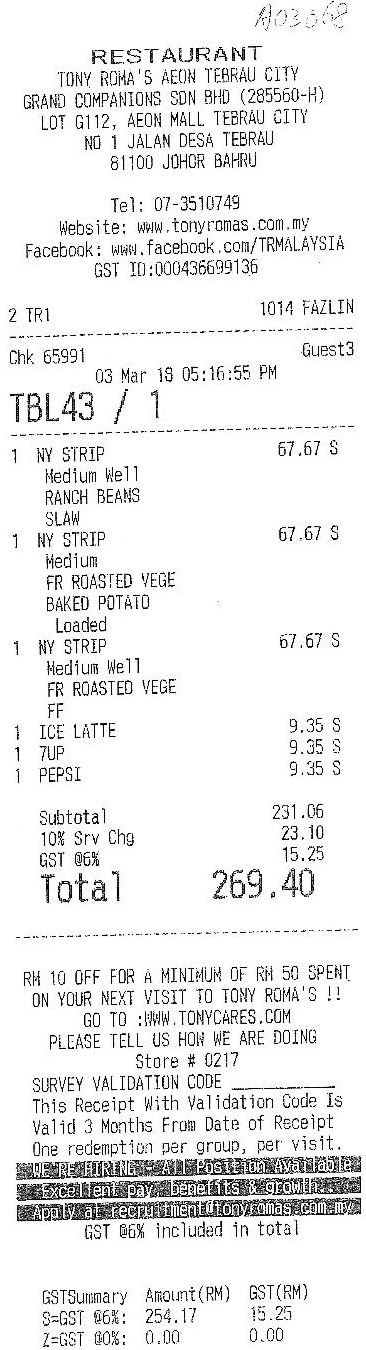 A03068
RESTAURANT
TONY ROMA'S AEON TEBRAU CITY
GRAND COMPANIONS SDN BHD (285560-H)
LOT G112, AEON MALL TEBRAU CITY
NO 1 JALAN DESA TEBRAU
81100 JOHOR BAHRU
Tel: 07-3510749
Website: www.tonyromas.com.my
Facebook: www.facebook.com/TRMALAYSIA
GST ID:000436699136
2 TR1 1014 FAZLIN
Chk 65991 Guest3
03 Mar 18 05:16:55 PM
TBL43 / 1
1 NY STRIP 67.67 S
Medium Well
RANCH BEANS
SLAW
1 NY STRIP 67.67 S
Medium
FR ROASTED VEGE
BAKED POTATO
Loaded
1 NY STRIP 67.67 S
Medium Well
FR ROASTED VEGE
FF
1 ICE LATTE 9.35 S
1 7UP 9.35 S
1 PEPSI 9.35 S
Subtotal 231.06
10% Srv Chg 23.10
GST @6% 15.25
Total 269.40
RM 10 OFF FOR A MINIMUM OF RM 50 SPENT
ON YOUR NEXT VISIT TO TONY ROMA'S !!
GO TO :WWW.TONYCARES.COM
PLEASE TELL US HOW WE ARE DOING
Store # 0217
SURVEY VALIDATION CODE ___________
This Receipt With Validation Code Is
Valid 3 Months From Date of Receipt
One redemption per group, per visit.
WE'RE HIRING - All Position Available
Excellent pay, benefits & growth.
Apply at recruitment@tonyromas.com.my
GST @6% included in total
GSTSummary Amount(RM) GST(RM)
S=GST @6%: 254.17 15.25
Z=GST @0%: 0.00 0.00